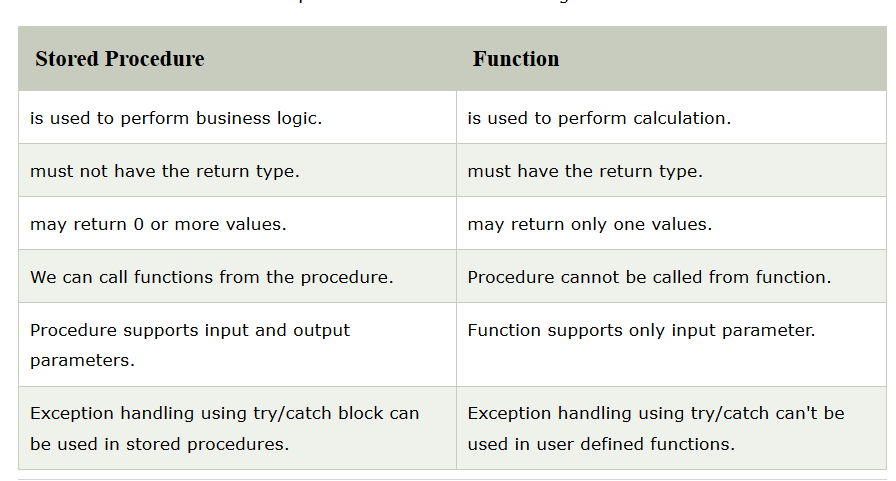 Stored Procedure
Function
is used to perform business logic.
is used to perform calculation.
must not have the return type.
must have the return type.
may return 0 or more values.
may return only one values.
We can call functions from the procedure.
Procedure cannot be called from function.
Procedure supports input and output
parameters.
Function supports only input parameter.
Exception handling using try/catch block can
be used in stored procedures.
Exception handling using try/catch can't be
used in user defined functions.